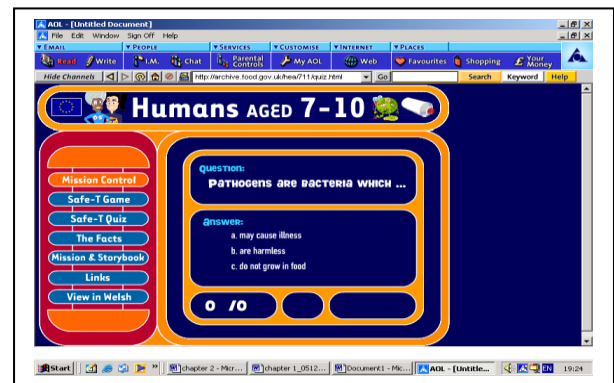 AOL - [Untitled Document]
File Edit Window Sign Off Help
EMAIL PEOPLE SERVICES CUSTOMISE INTERNET PLACES
Read Write I.M. Chat Parental Controls My AOL Web Favourites Shopping £ Your Money
Hide Channels http://archive.food.gov.uk/hea/711/quiz.html Go Search Keyword Help
Humans AGED 7-10
Mission Control
Safe-T Game
Safe-T Quiz
The Facts
Mission & Storybook
Links
View in Welsh
Question:
Pathogens are bacteria which ...
Answer:
a. may cause illness
b. are harmless
c. do not grow in food
0 /0
Start chapter 2 - Micr... chapter 1_0512... Document1 - Mic... AOL - [Untitle... EN 19:24